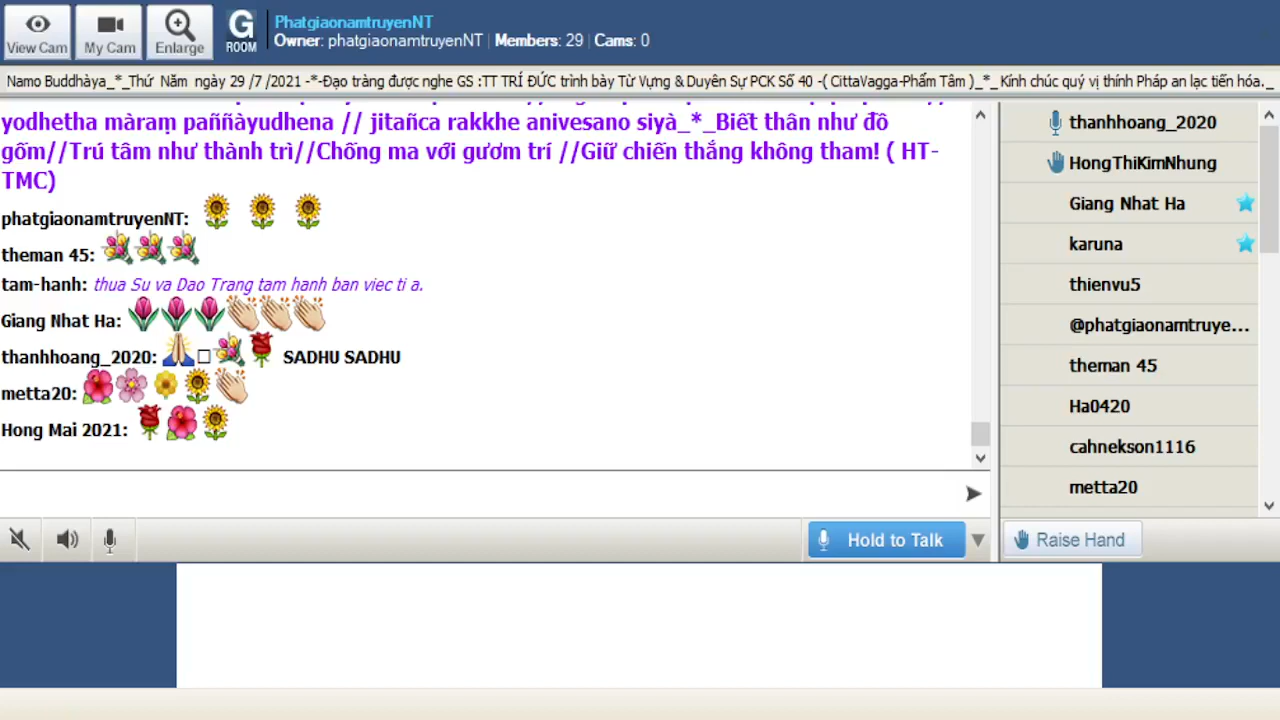 View Cam
My Cam
Enlarge
G
ROOM
PhatgiaonamtruyenNT
Owner: phatgiaonamtruyenNT | Members: 29 | Cams: 0
Namo Buddhàya_*_Thứ Năm ngày 29 /7 /2021 -*-Đạo tràng được nghe GS :TT TRÍ ĐỨC trình bày Từ Vựng & Duyên Sự PCK Số 40 -( CittaVagga-Phẩm Tâm )_*_ Kính chúc quý vị thính Pháp an lạc tiến hóa._
yodhetha màraṃ paññàyudhena // jitañca rakkhe anivesano siyà_*_Biết thân như đồ
gốm//Trú tâm như thành trì//Chống ma với gươm trí //Giữ chiến thắng không tham! ( HT-
TMC)
phatgiaonamtruyenNT:
theman 45:
tam-hanh: thua Su va Dao Trang tam hanh ban viec ti a.
Giang Nhat Ha:
thanhhoang_2020: SADHU SADHU
metta20:
Hong Mai 2021:
thanhhoang_2020
HongThiKimNhung
Giang Nhat Ha
karuna
thienvu5
@phatgiaonamtruye...
theman 45
Ha0420
cahnekson1116
metta20
Hold to Talk
Raise Hand